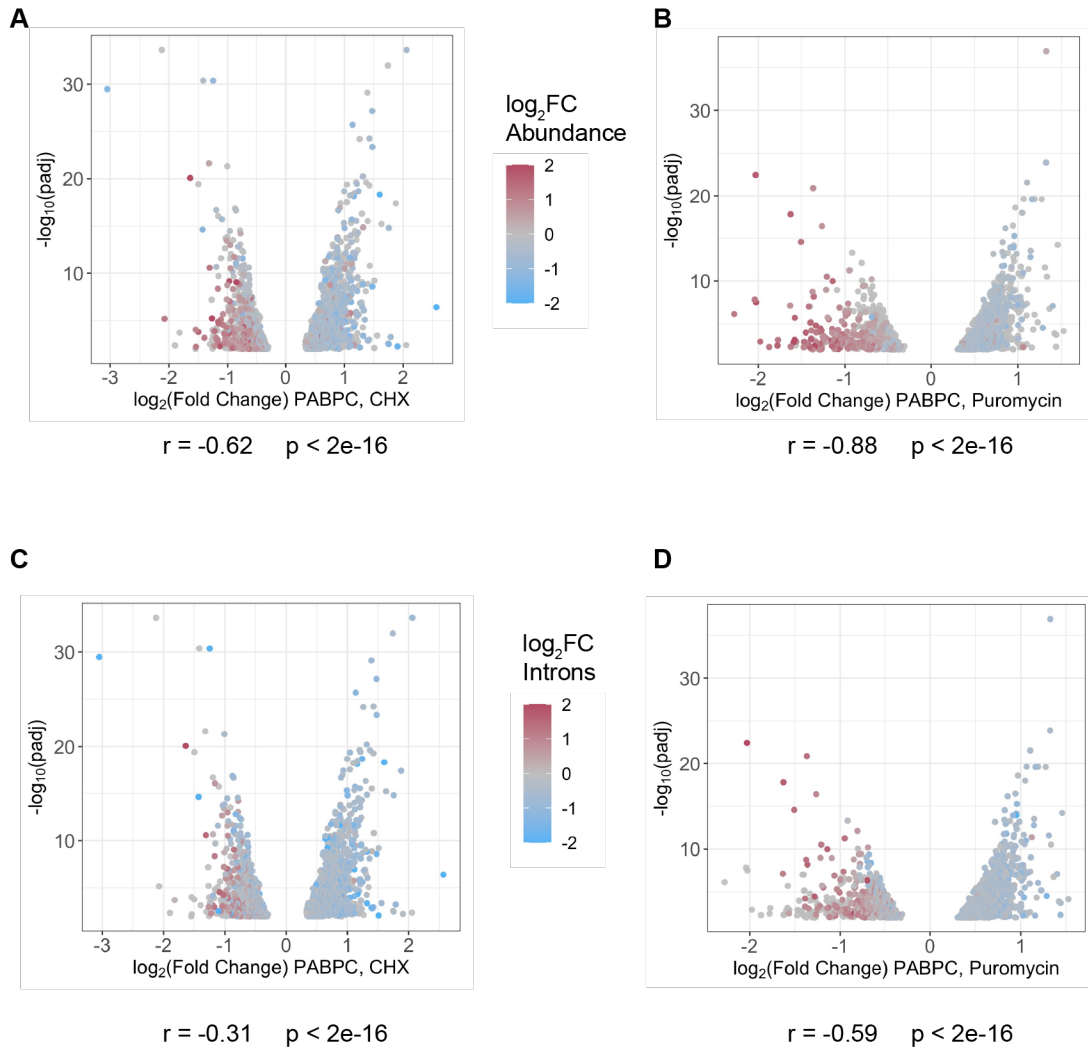 A
30
20
10
-log10(padj)
-3
-2
-1
0
1
2
log2(Fold Change) PABPC, CHX
r = -0.62 p < 2e-16
log2FC
Abundance
2
1
0
-1
-2
B
30
20
10
-log10(padj)
-2
-1
0
1
log2(Fold Change) PABPC, Puromycin
r = -0.88 p < 2e-16
C
30
20
10
-log10(padj)
-3
-2
-1
0
1
2
log2(Fold Change) PABPC, CHX
r = -0.31 p < 2e-16
log2FC
Introns
2
1
0
-1
-2
D
30
20
10
-log10(padj)
-2
-1
0
1
log2(Fold Change) PABPC, Puromycin
r = -0.59 p < 2e-16